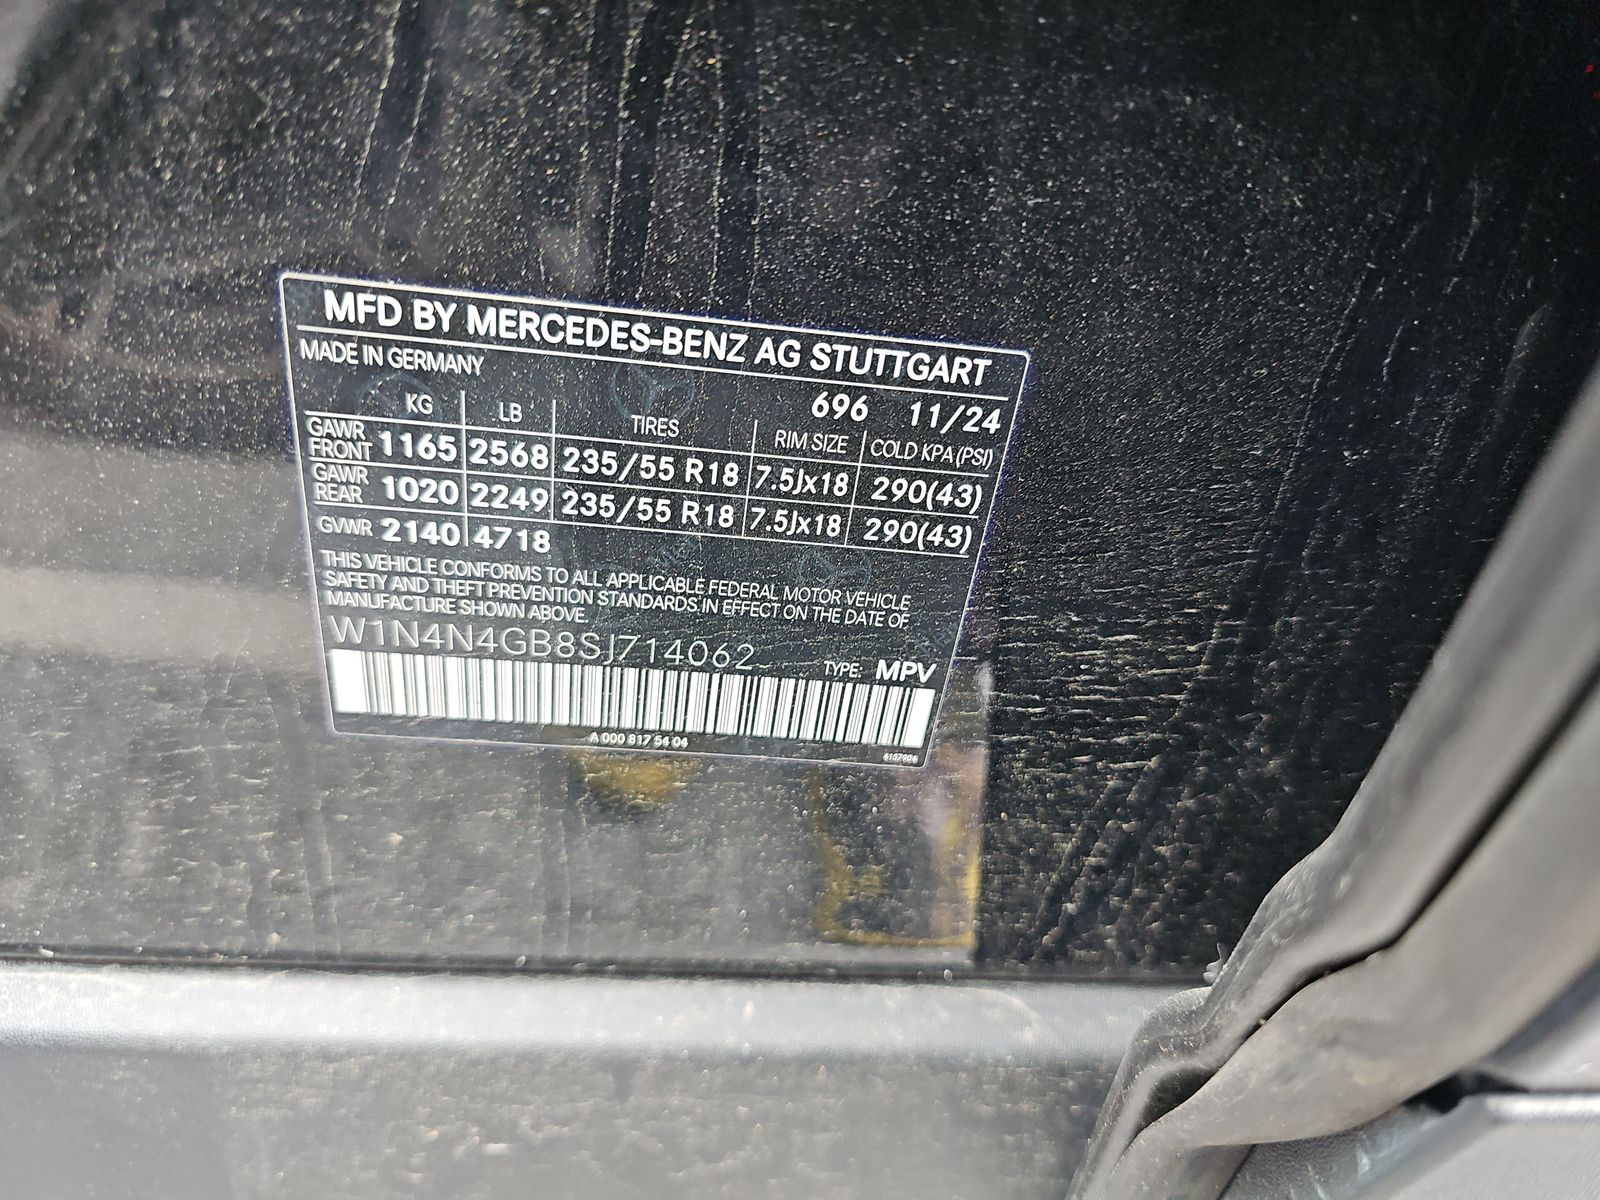 MFD BY MERCEDES-BENZ AG STUTTGART
MADE IN GERMANY
696 11/24
KG LB TIRES RIM SIZE COLD KPA (PSI)
GAWR FRONT 1165 2568 235/55 R18 7.5Jx18 290(43)
GAWR REAR 1020 2249 235/55 R18 7.5Jx18 290(43)
GVWR 2140 4718
THIS VEHICLE CONFORMS TO ALL APPLICABLE FEDERAL MOTOR VEHICLE
SAFETY AND THEFT PREVENTION STANDARDS IN EFFECT ON THE DATE OF
MANUFACTURE SHOWN ABOVE.
W1N4N4GB8SJ714062
TYPE: MPV
A 000 817 54 04